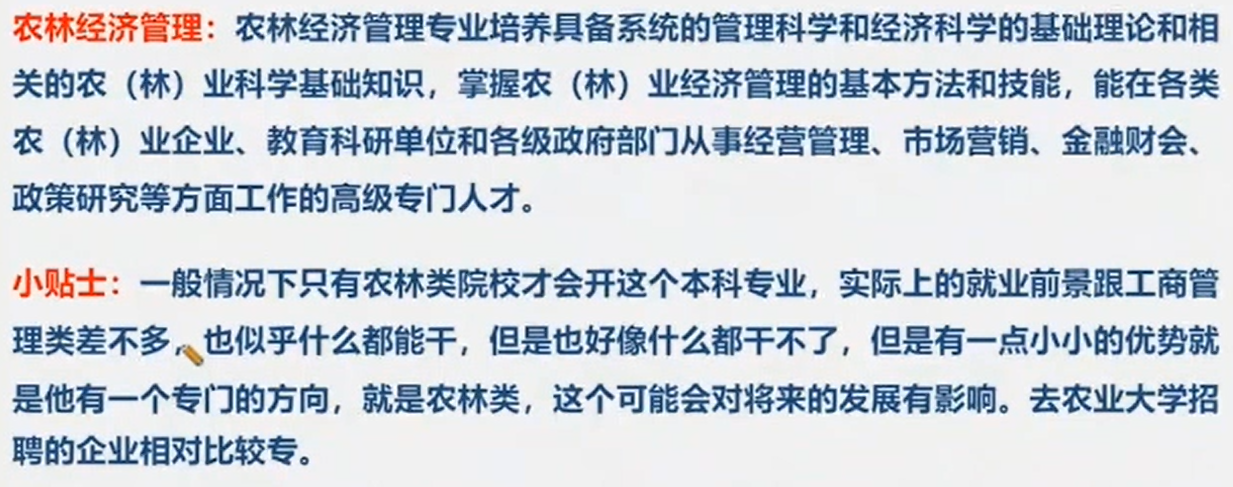 农林经济管理：农林经济管理专业培养具备系统的管理科学和经济科学的基础理论和相
关的农（林）业科学基础知识，掌握农（林）业经济管理的基本方法和技能，能在各类
农（林）业企业、教育科研单位和各级政府部门从事经营管理、市场营销、金融财会、
政策研究等方面工作的高级专门人才。
小贴士：一般情况下只有农林类院校才会开这个本科专业，实际上的就业前景跟工商管
理类差不多，也似乎什么都能干，但是也好像什么都干不了，但是有一点小小的优势就
是他有一个专门的方向，就是农林类，这个可能会对将来的发展有影响。去农业大学招
聘的企业相对比较专。